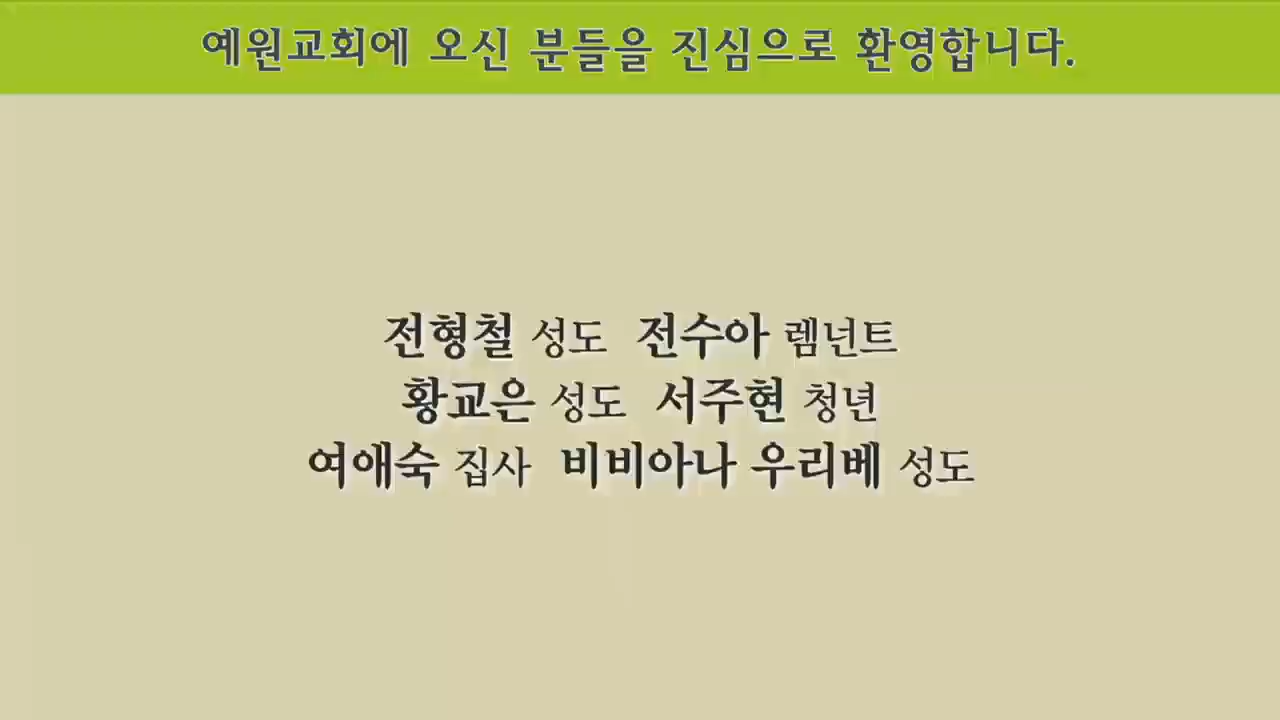 예원교회에 오신 분들을 진심으로 환영합니다.
전형철 성도 전수아 렘넌트
황교은 성도 서주현 청년
여애숙 집사 비비아나 우리베 성도